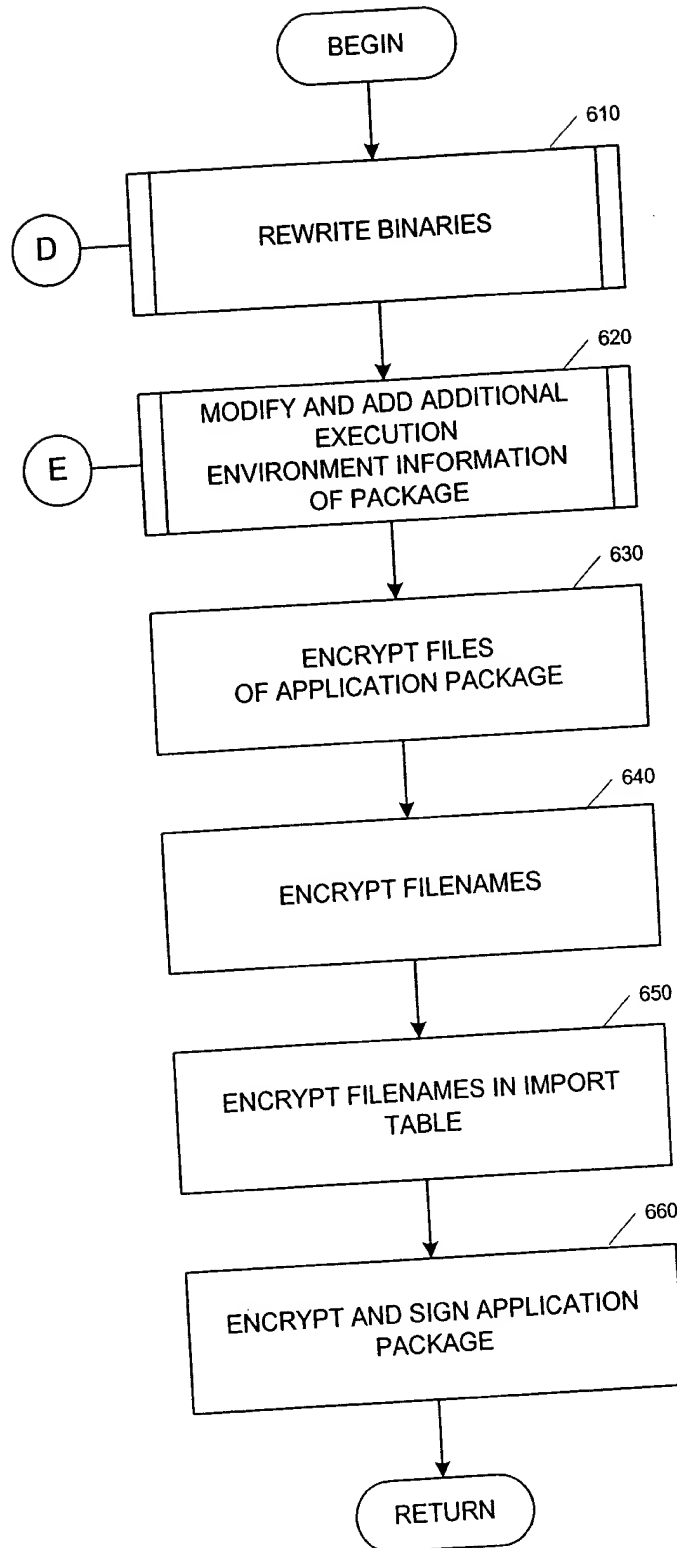 BEGIN
610
REWRITE BINARIES
D
620
MODIFY AND ADD ADDITIONAL
EXECUTION
ENVIRONMENT INFORMATION
OF PACKAGE
E
630
ENCRYPT FILES
OF APPLICATION PACKAGE
640
ENCRYPT FILENAMES
650
ENCRYPT FILENAMES IN IMPORT
TABLE
660
ENCRYPT AND SIGN APPLICATION
PACKAGE
RETURN